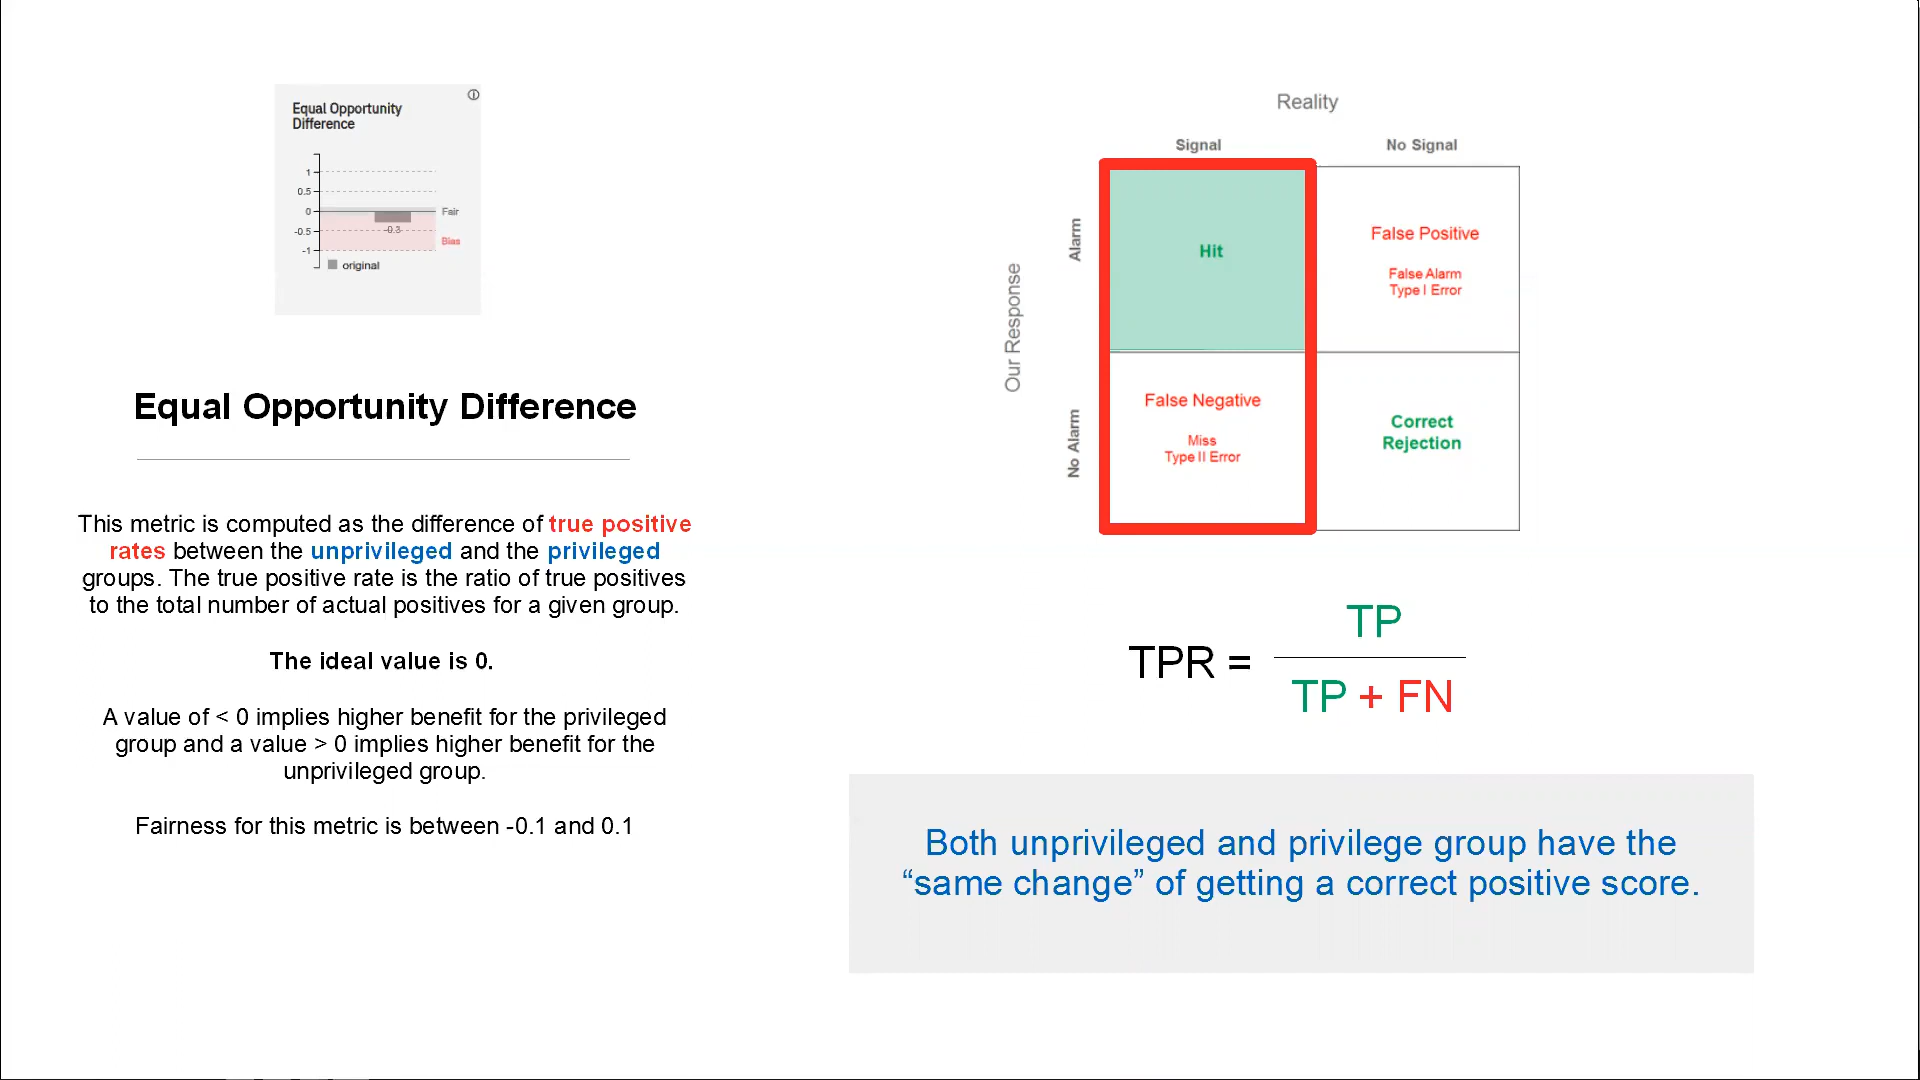 Equal Opportunity
Difference
1
0.5
0
-0.5
-1
-0.3
Fair
Bias
original
Equal Opportunity Difference
This metric is computed as the difference of true positive
rates between the unprivileged and the privileged
groups. The true positive rate is the ratio of true positives
to the total number of actual positives for a given group.
The ideal value is 0.
A value of < 0 implies higher benefit for the privileged
group and a value > 0 implies higher benefit for the
unprivileged group.
Fairness for this metric is between -0.1 and 0.1
Reality
Signal
No Signal
Our Response
Alarm
No Alarm
Hit
False Positive
False Alarm
Type I Error
False Negative
Miss
Type II Error
Correct
Rejection
TPR =
TP
TP + FN
Both unprivileged and privilege group have the
“same change” of getting a correct positive score.